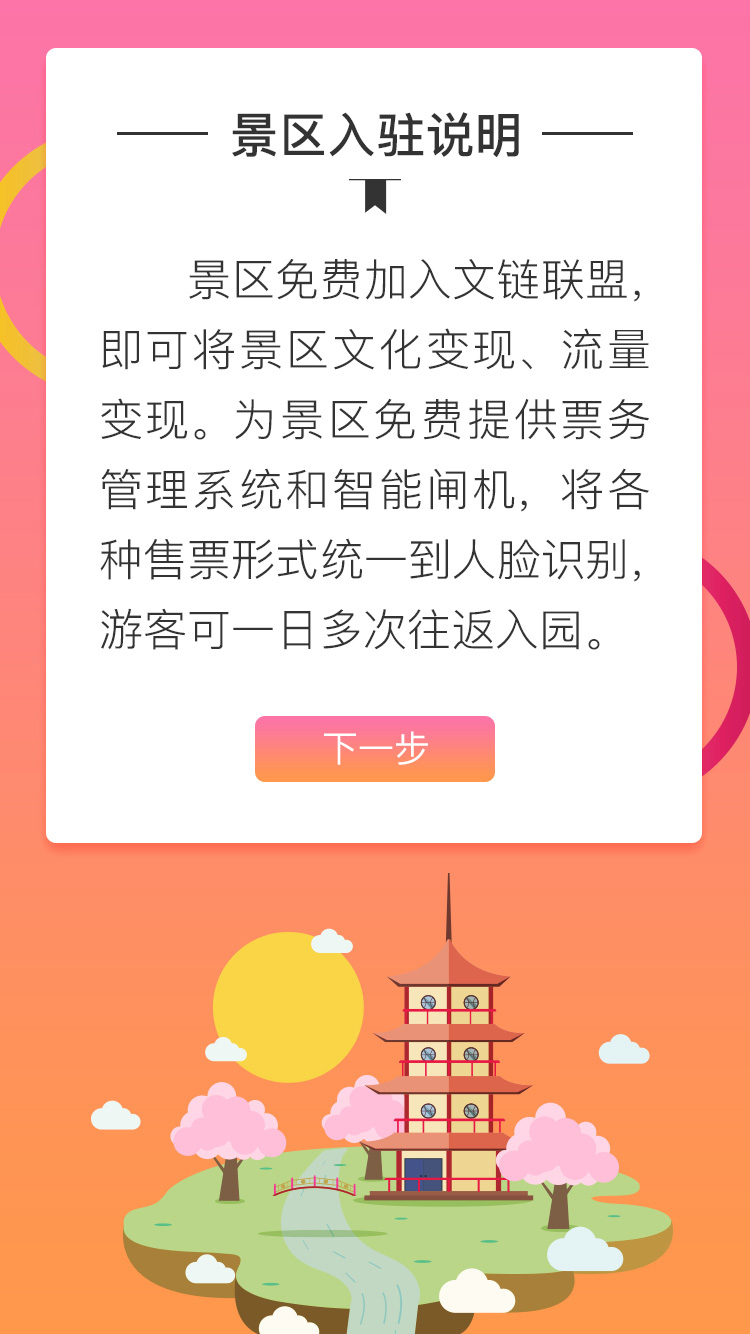 景区入驻说明
景区免费加入文链联盟，
即可将景区文化变现、流量
变现。为景区免费提供票务
管理系统和智能闸机，将各
种售票形式统一到人脸识别，
游客可一日多次往返入园。
下一步